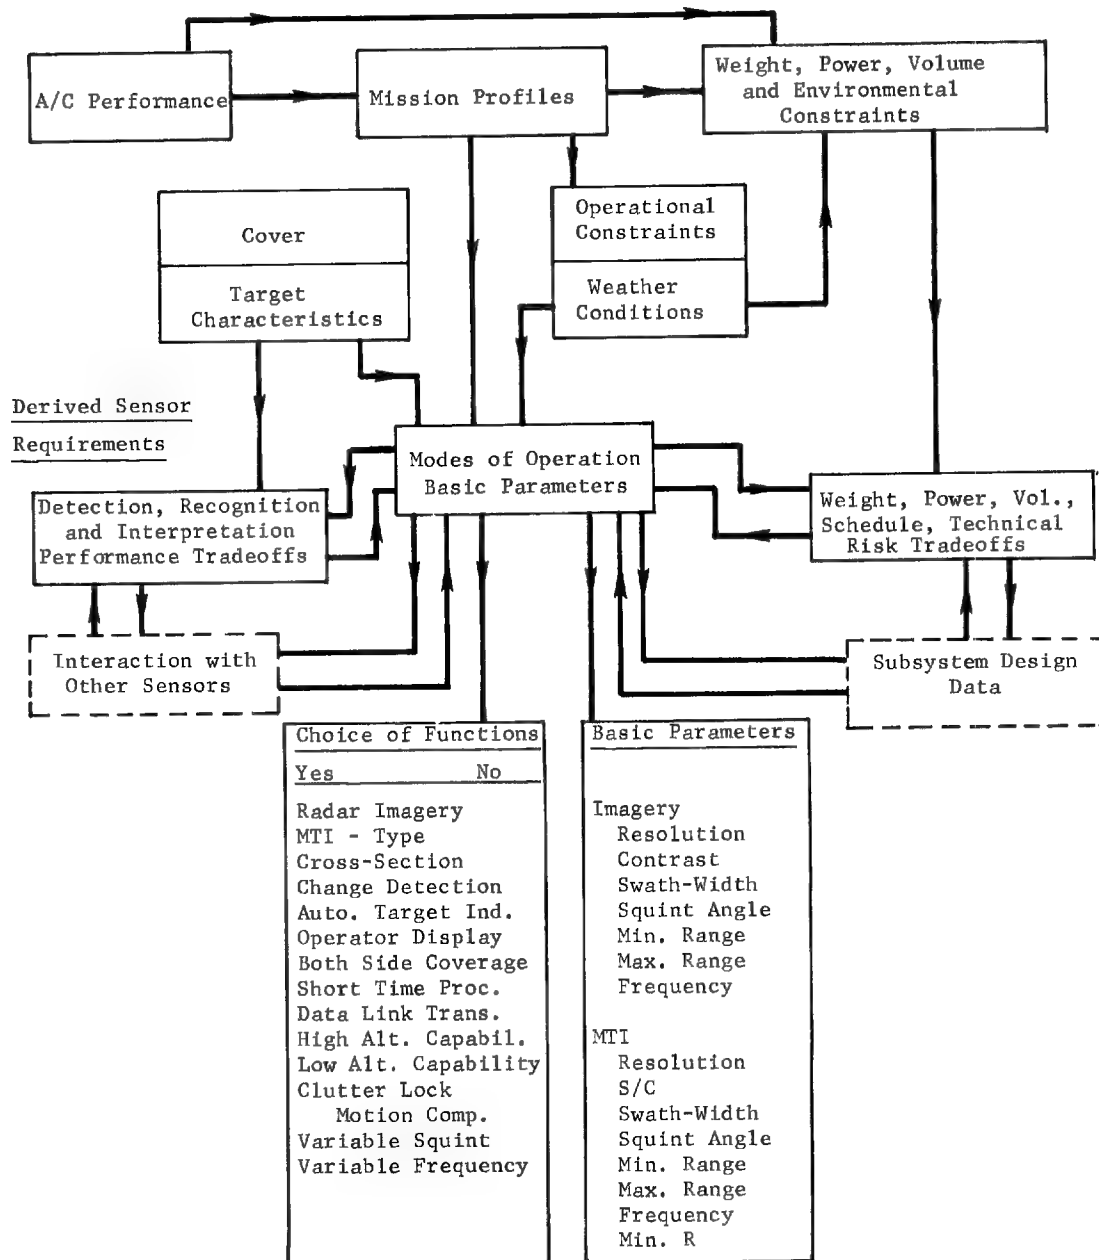 A/C Performance
Mission Profiles
Weight, Power, Volume
and Environmental
Constraints
Cover
Target
Characteristics
Operational
Constraints
Weather
Conditions
Derived Sensor
Requirements
Detection, Recognition
and Interpretation
Performance Tradeoffs
Modes of Operation
Basic Parameters
Weight, Power, Vol.,
Schedule, Technical
Risk Tradeoffs
Interaction with
Other Sensors
Subsystem Design
Data
Choice of Functions
Yes No
Radar Imagery
MTI - Type
Cross-Section
Change Detection
Auto. Target Ind.
Operator Display
Both Side Coverage
Short Time Proc.
Data Link Trans.
High Alt. Capabil.
Low Alt. Capability
Clutter Lock
Motion Comp.
Variable Squint
Variable Frequency
Basic Parameters
Imagery
Resolution
Contrast
Swath-Width
Squint Angle
Min. Range
Max. Range
Frequency
MTI
Resolution
S/C
Swath-Width
Squint Angle
Min. Range
Max. Range
Frequency
Min. R